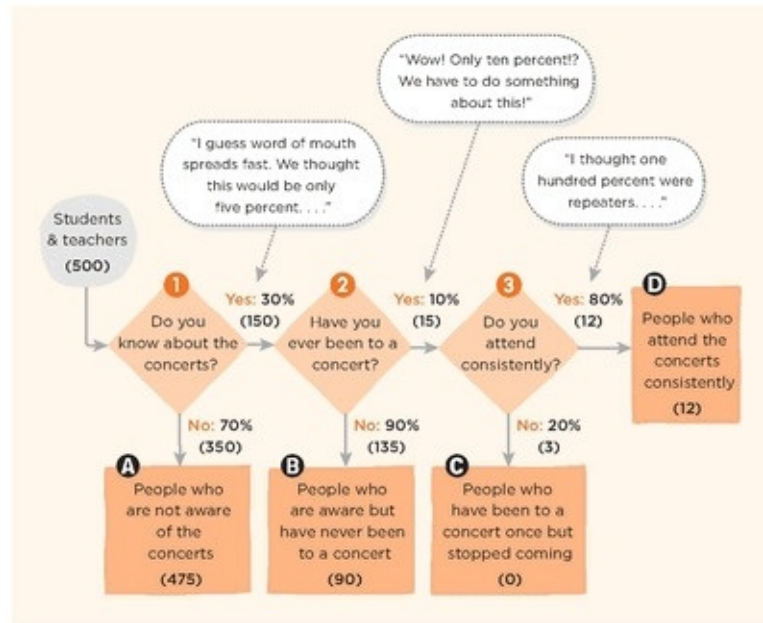 "Wow! Only ten percent!?
We have to do something
about this!"
"I guess word of mouth
spreads fast. We thought
this would be only
five percent. . . ."
"I thought one
hundred percent were
repeaters. . . ."
Students
& teachers
(500)
1
Do you
know about the
concerts?
Yes: 30%
(150)
2
Have you
ever been to a
concert?
Yes: 10%
(15)
3
Do you
attend
consistently?
Yes: 80%
(12)
D
People who
attend the
concerts
consistently
(12)
No: 70%
(350)
No: 90%
(135)
No: 20%
(3)
A
People who
are not aware
of the
concerts
(475)
B
People who
are aware but
have never been
to a concert
(90)
C
People who
have been to a
concert once but
stopped coming
(0)